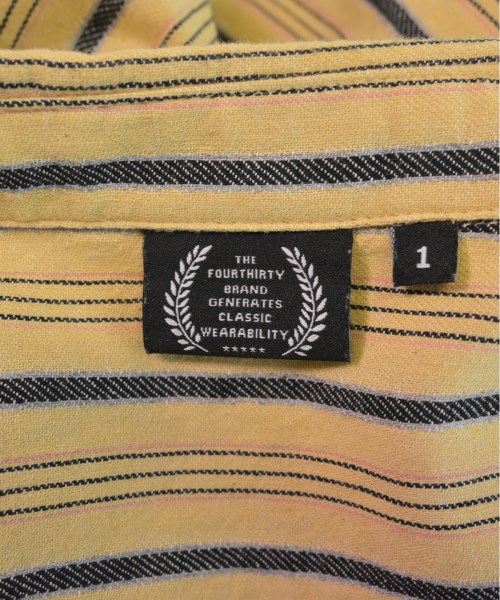 THE
FOURTHIRTY
BRAND
GENERATES
CLASSIC
WEARABILITY
★★★★★
1